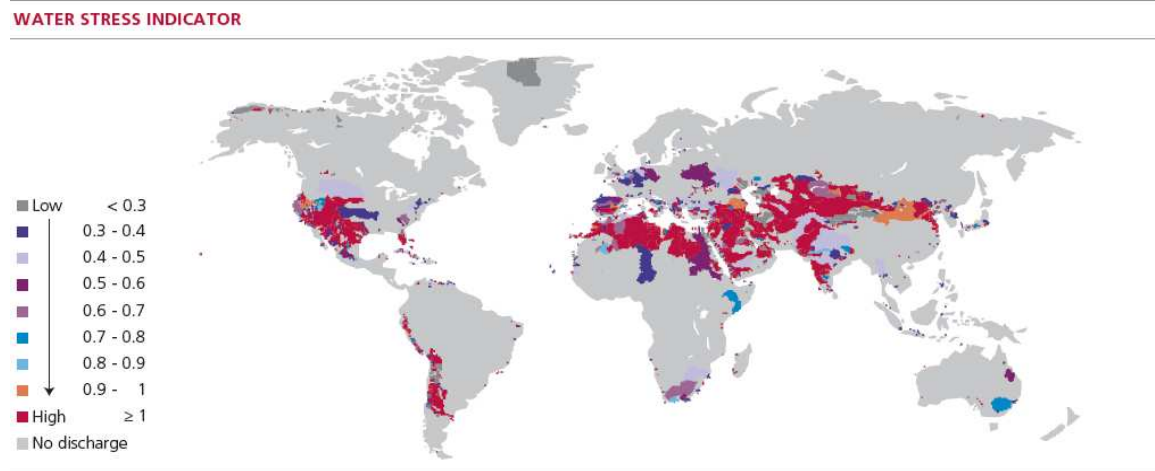 WATER STRESS INDICATOR
Low < 0.3
0.3 - 0.4
0.4 - 0.5
0.5 - 0.6
0.6 - 0.7
0.7 - 0.8
0.8 - 0.9
0.9 - 1
High ≥ 1
No discharge